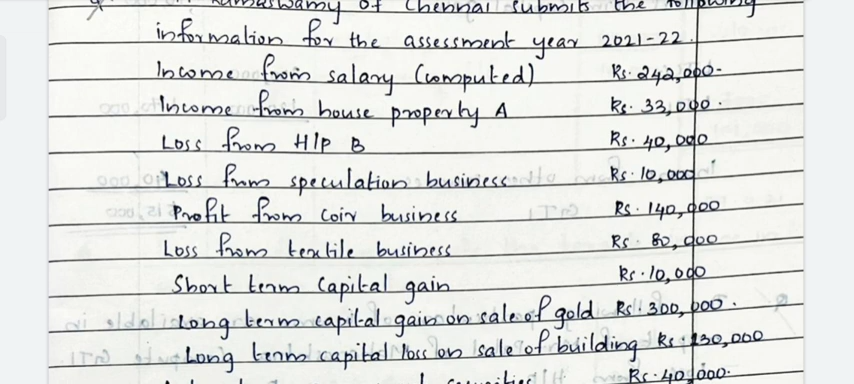 Ramaswamy of Chennai submits the following
information for the assessment year 2021-22.
Income from salary (computed) Rs. 242,000-
Income from house property A Rs. 33,000.
Loss from H/P B Rs. 40,000
Loss from speculation business Rs. 10,000
Profit from coir business Rs. 140,000
Loss from textile business Rs. 80,000
Short term capital gain Rs. 10,000
Long term capital gain on sale of gold Rs. 300,000.
Long term capital loss on sale of building Rs. 130,000
securities Rs. 40,000.